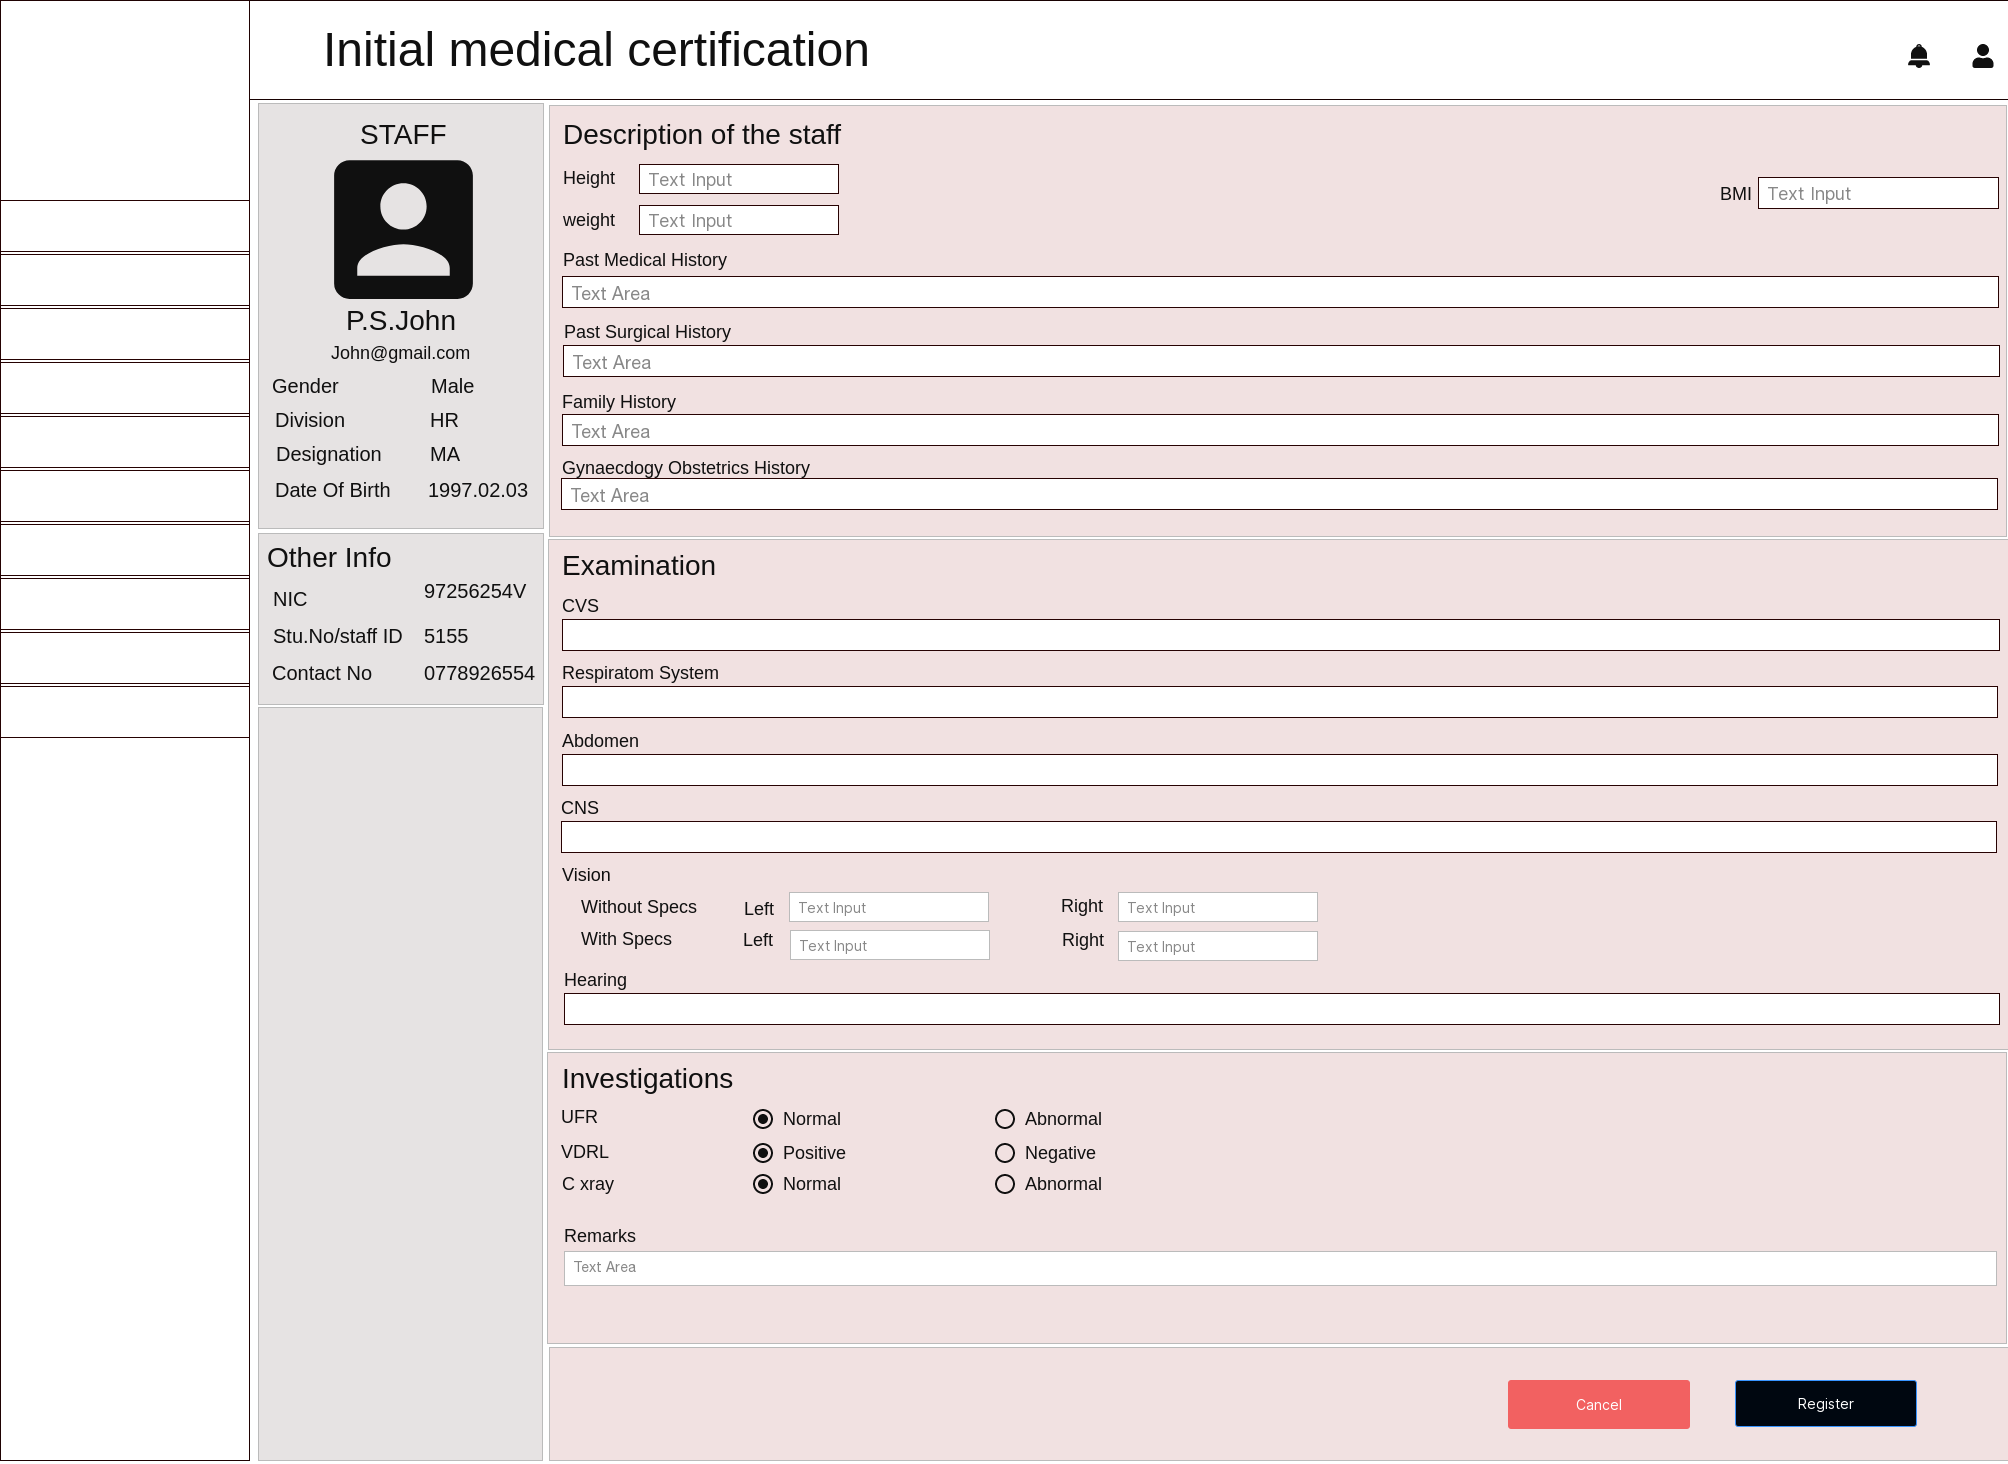 Initial medical certification
STAFF
P.S.John
John@gmail.com
Gender Male
Division HR
Designation MA
Date Of Birth 1997.02.03
Other Info
NIC 97256254V
Stu.No/staff ID 5155
Contact No 0778926554
Description of the staff
Height Text Input
BMI Text Input
weight Text Input
Past Medical History
Text Area
Past Surgical History
Text Area
Family History
Text Area
Gynaecdogy Obstetrics History
Text Area
Examination
CVS
Respiratom System
Abdomen
CNS
Vision
Without Specs Left Text Input Right Text Input
With Specs Left Text Input Right Text Input
Hearing
Investigations
UFR Normal Abnormal
VDRL Positive Negative
C xray Normal Abnormal
Remarks
Text Area
Cancel Register